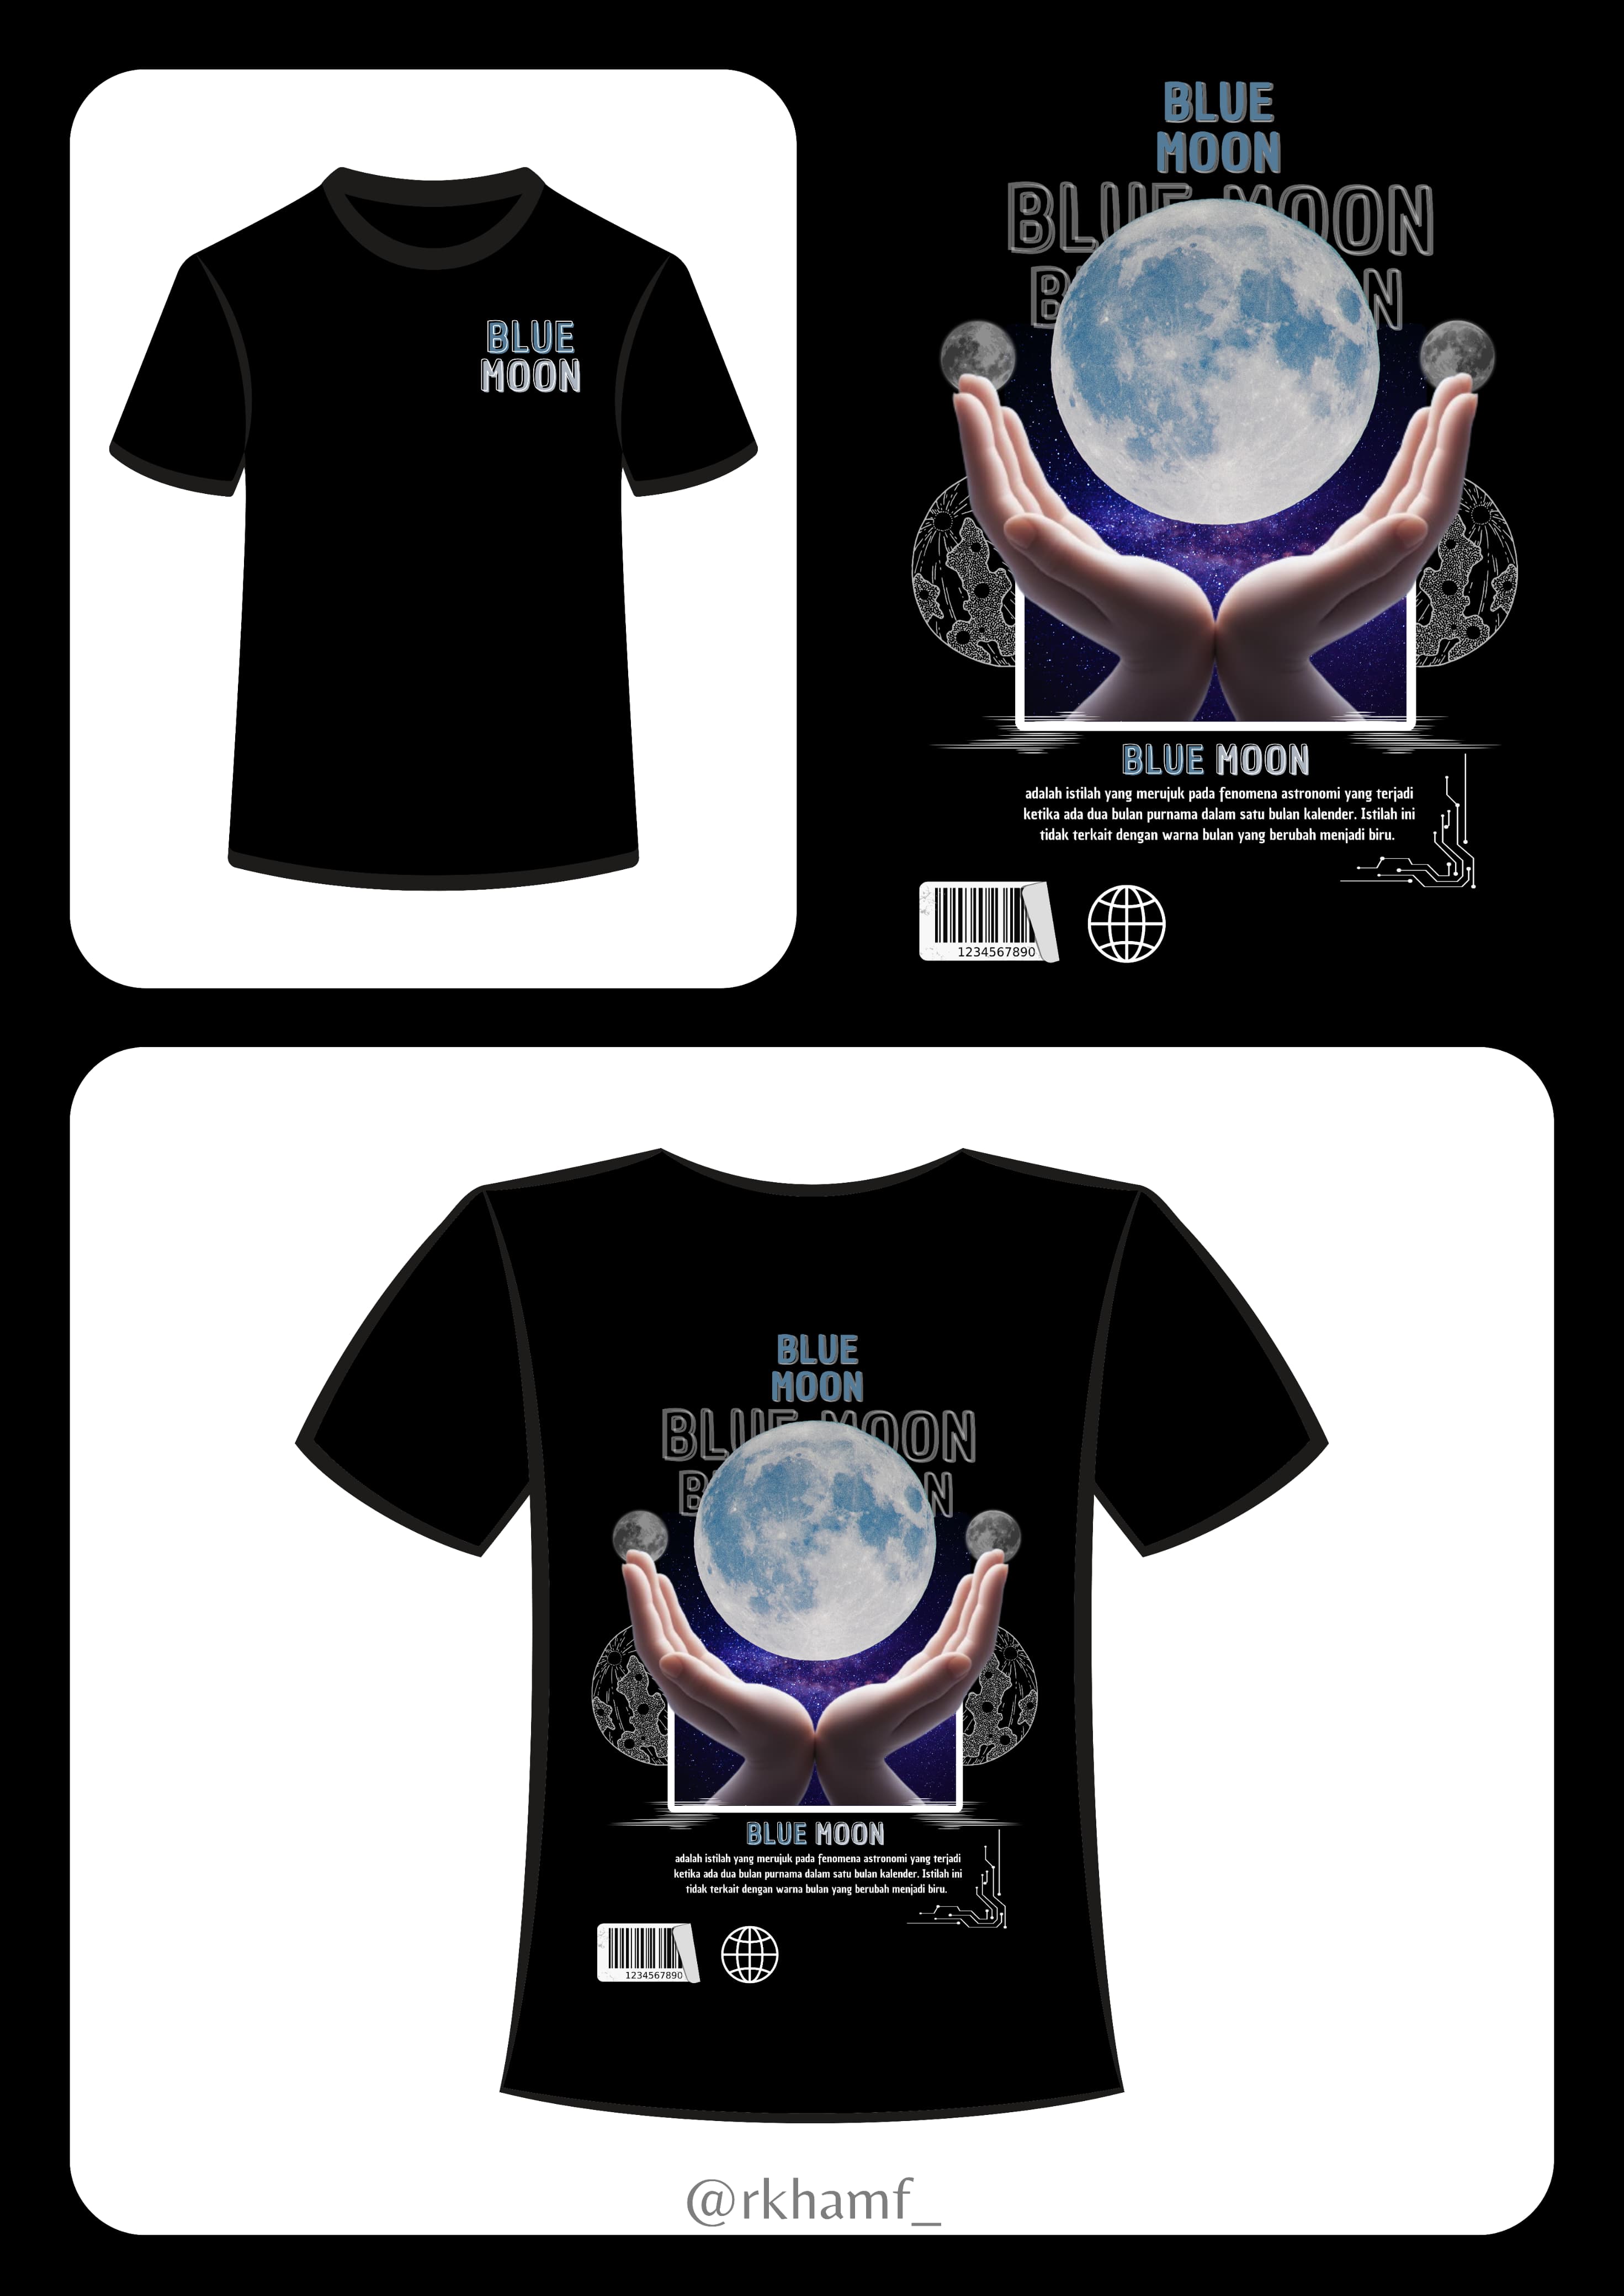 BLUE
MOON
BLUE
MOON
BLUE MOON
BLUE MOON
adalah istilah yang merujuk pada fenomena astronomi yang terjadi
ketika ada dua bulan purnama dalam satu bulan kalender. Istilah ini
tidak terkait dengan warna bulan yang berubah menjadi biru.
1234567890
BLUE
MOON
BLUE MOON
BLUE MOON
adalah istilah yang merujuk pada fenomena astronomi yang terjadi
ketika ada dua bulan purnama dalam satu bulan kalender. Istilah ini
tidak terkait dengan warna bulan yang berubah menjadi biru.
1234567890
@rkhamf_